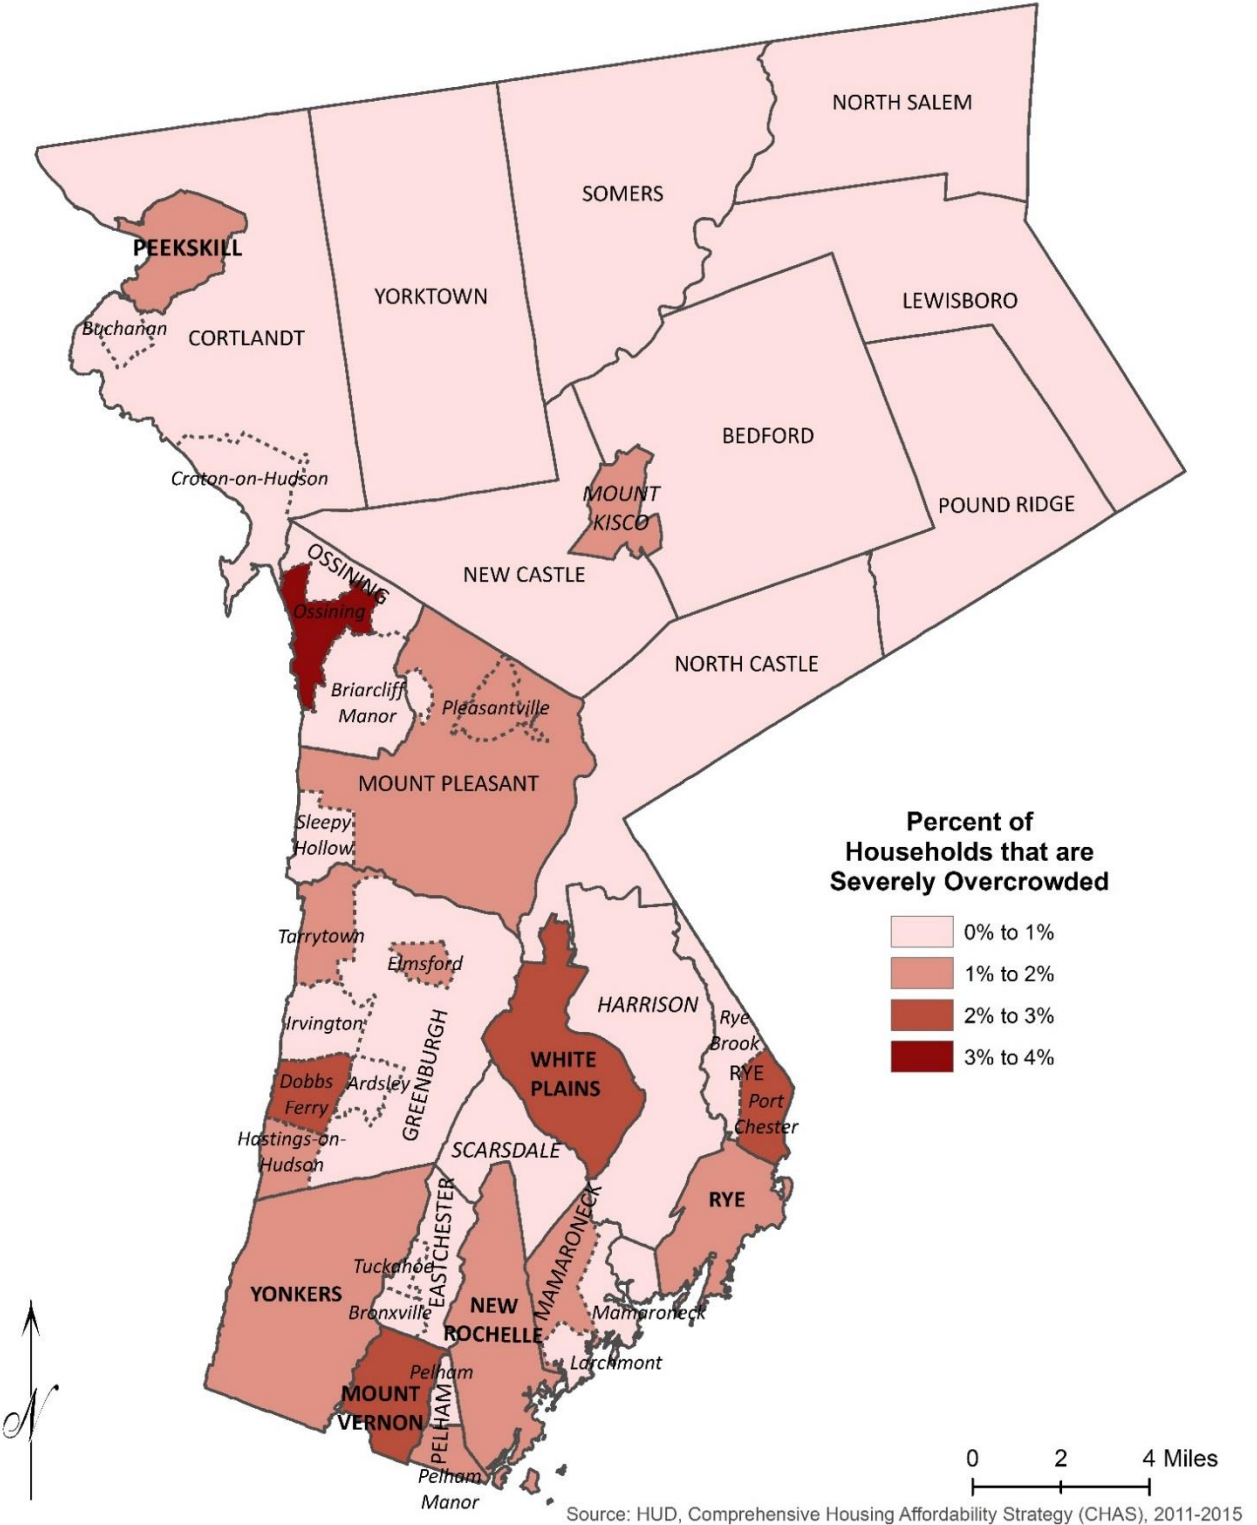 NORTH SALEM
SOMERS
PEEKSKILL
YORKTOWN
LEWISBORO
Buchanan
CORTLANDT
BEDFORD
Croton-on-Hudson
MOUNT
KISCO
POUND RIDGE
OSSINING
NEW CASTLE
Ossining
NORTH CASTLE
Briarcliff
Manor
Pleasantville
MOUNT PLEASANT
Sleepy
Hollow
Percent of
Households that are
Severely Overcrowded
0% to 1%
1% to 2%
2% to 3%
3% to 4%
Tarrytown
Elmsford
HARRISON
Irvington
Rye
Brook
GREENBURGH
WHITE
PLAINS
RYE
Dobbs
Ferry
Ardsley
Port
Chester
Hastings-on-
Hudson
SCARSDALE
RYE
EASTCHESTER
MAMARONECK
Tuckahoe
YONKERS
Bronxville
NEW
ROCHELLE
Mamaroneck
Larchmont
Pelham
MOUNT
VERNON
PELHAM
Pelham
Manor
N
0 2 4 Miles
Source: HUD, Comprehensive Housing Affordability Strategy (CHAS), 2011-2015